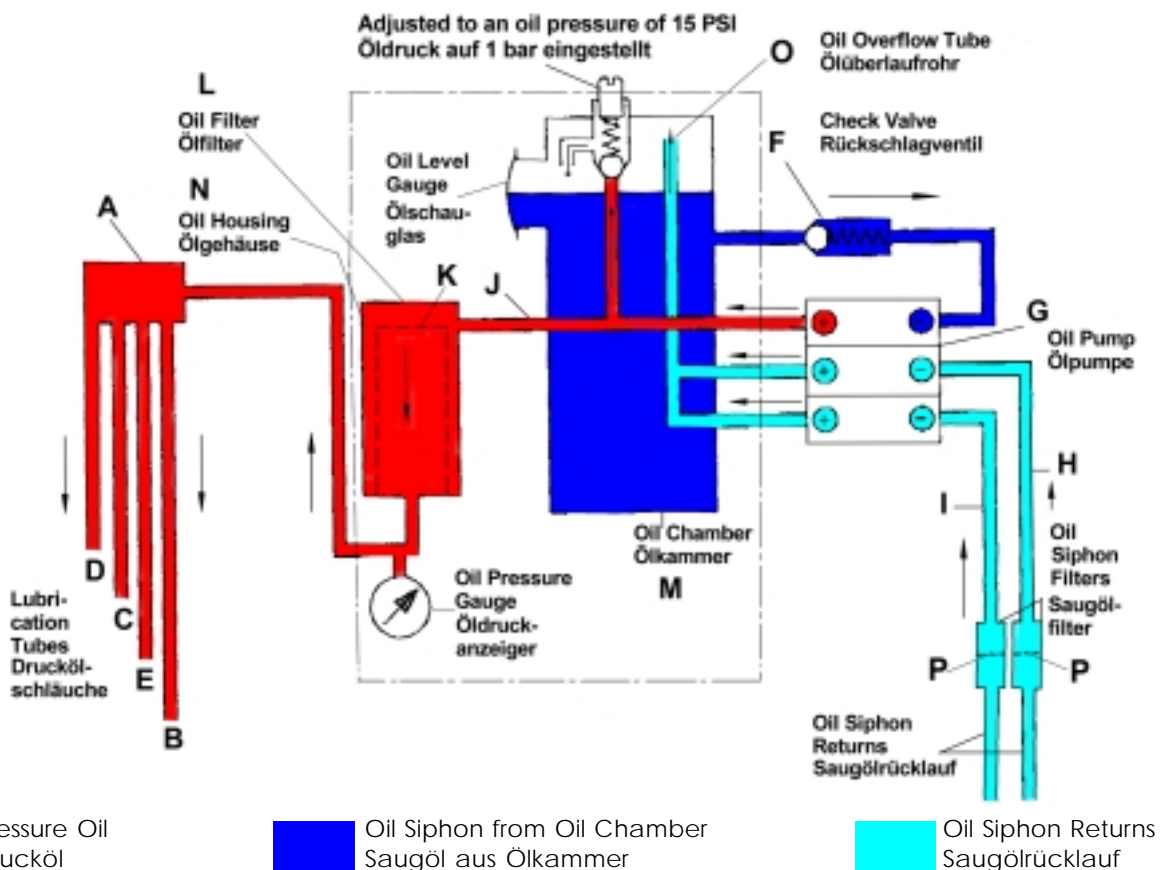 Adjusted to an oil pressure of 15 PSI
Öldruck auf 1 bar eingestellt
O
Oil Overflow Tube
Ölüberlaufrohr
L
Oil Filter
Ölfilter
F
Check Valve
Rückschlagventil
Oil Level
Gauge
Ölschau-
glas
A
N
Oil Housing
Ölgehäuse
K
J
+
–
G
Oil Pump
Ölpumpe
+
–
+
–
H
I
Oil Chamber
Ölkammer
M
Oil
Siphon
Filters
Saugöl-
filter
D
C
E
B
Lubri-
cation
Tubes
Drucköl-
schläuche
Oil Pressure
Gauge
Öldruck-
anzeiger
P
P
Oil Siphon
Returns
Saugölrücklauf
essure Oil
ucköl
Oil Siphon from Oil Chamber
Saugöl aus Ölkammer
Oil Siphon Returns
Saugölrücklauf